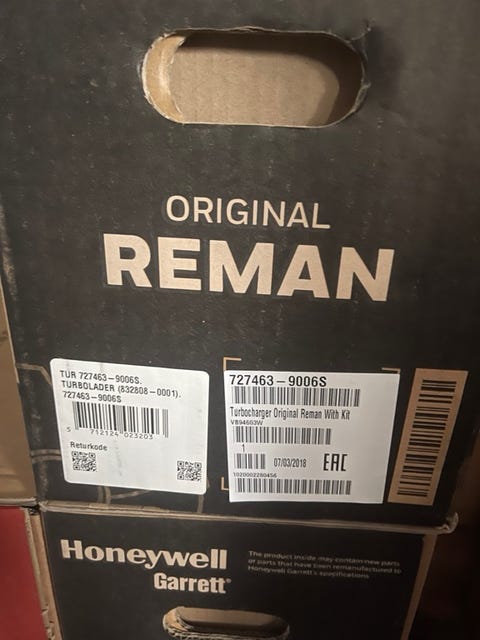 ORIGINAL
REMAN
TUR 727463-9006S.
TURBOLADER (832808-0001).
727463-9006S
5 712124 023203
Returkode
727463-9006S
Turbocharger Original Reman With Kit
VB94603W
1
07/03/2018
EAC
1020002280456
Honeywell
Garrett®
The product inside may contain new parts
or parts that have been remanufactured to
Honeywell Garrett's specifications